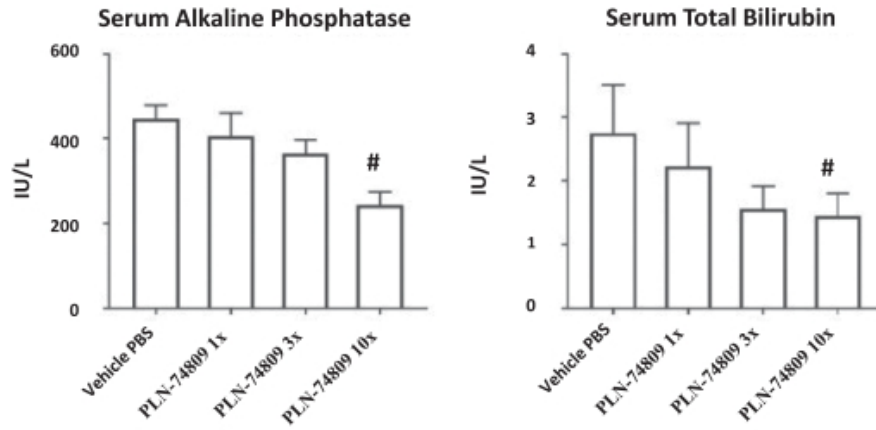 Serum Alkaline Phosphatase
600
400
200
0
IU/L
#
Vehicle PBS
PLN-74809 1x
PLN-74809 3x
PLN-74809 10x
Serum Total Bilirubin
4
3
2
1
0
IU/L
#
Vehicle PBS
PLN-74809 1x
PLN-74809 3x
PLN-74809 10x